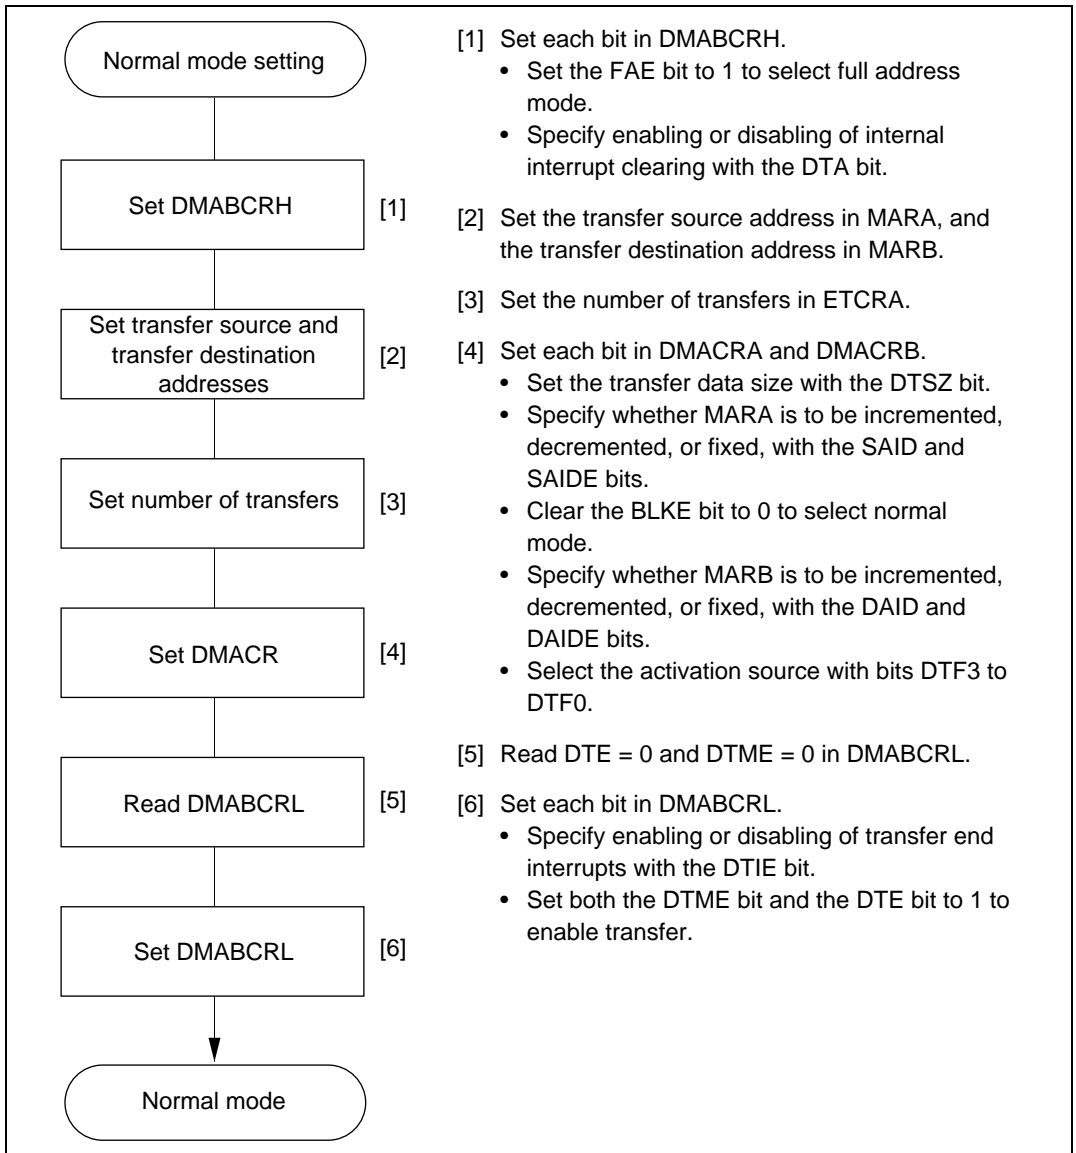 Normal mode setting
Set DMABCRH
[1]
Set transfer source and
transfer destination
addresses
[2]
Set number of transfers
[3]
Set DMACR
[4]
Read DMABCRL
[5]
Set DMABCRL
[6]
Normal mode
[1] Set each bit in DMABCRH.
• Set the FAE bit to 1 to select full address
mode.
• Specify enabling or disabling of internal
interrupt clearing with the DTA bit.
[2] Set the transfer source address in MARA, and
the transfer destination address in MARB.
[3] Set the number of transfers in ETCRA.
[4] Set each bit in DMACRA and DMACRB.
• Set the transfer data size with the DTSZ bit.
• Specify whether MARA is to be incremented,
decremented, or fixed, with the SAID and
SAIDE bits.
• Clear the BLKE bit to 0 to select normal
mode.
• Specify whether MARB is to be incremented,
decremented, or fixed, with the DAID and
DAIDE bits.
• Select the activation source with bits DTF3 to
DTF0.
[5] Read DTE = 0 and DTME = 0 in DMABCRL.
[6] Set each bit in DMABCRL.
• Specify enabling or disabling of transfer end
interrupts with the DTIE bit.
• Set both the DTME bit and the DTE bit to 1 to
enable transfer.